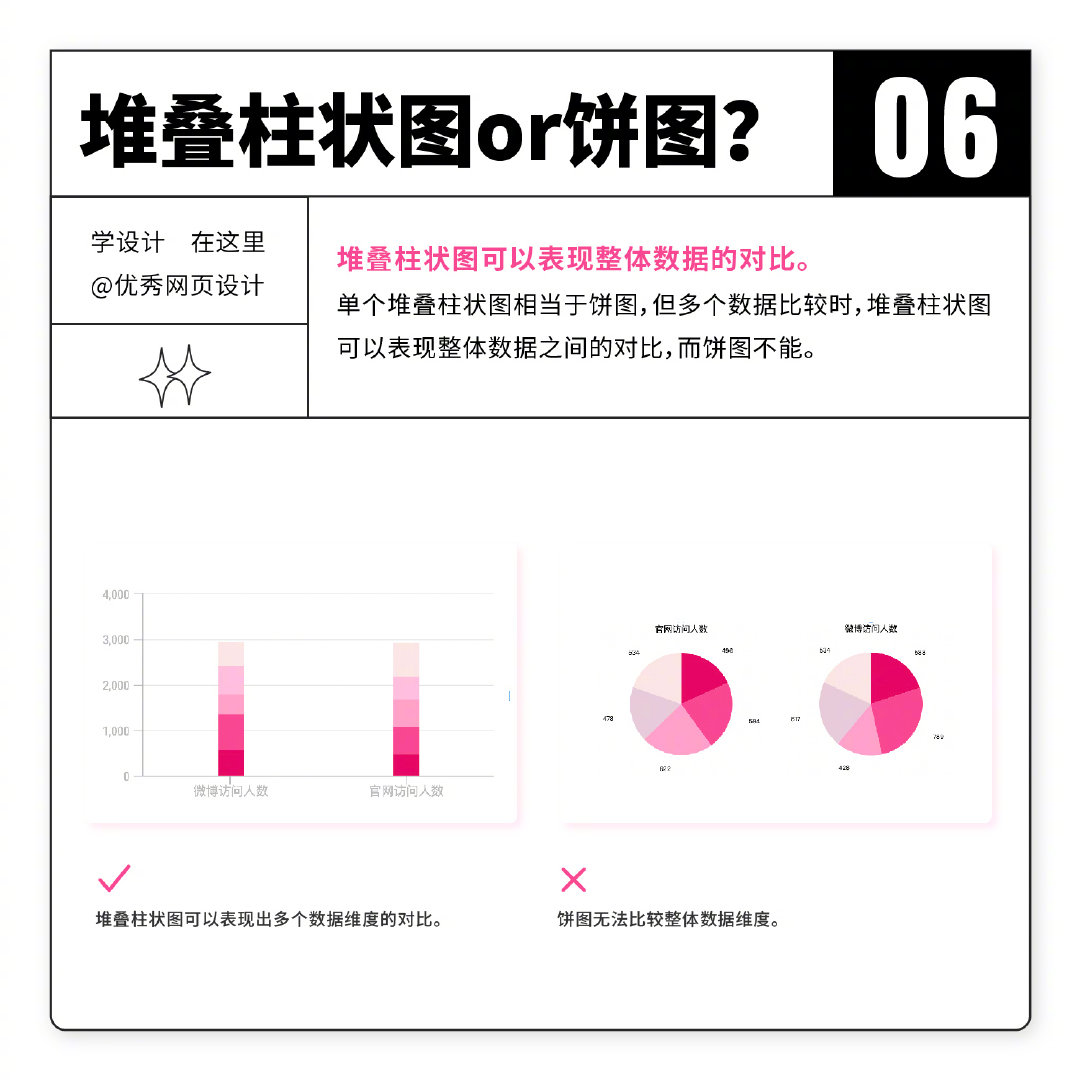 堆叠柱状图or饼图?
06
学设计 在这里
@优秀网页设计
堆叠柱状图可以表现整体数据的对比。
单个堆叠柱状图相当于饼图,但多个数据比较时,堆叠柱状图
可以表现整体数据之间的对比,而饼图不能。
4,000
3,000
2,000
1,000
0
微博访问人数
官网访问人数
官网访问人数
534
478
622
微博访问人数
534
428
789
堆叠柱状图可以表现出多个数据维度的对比。
饼图无法比较整体数据维度。